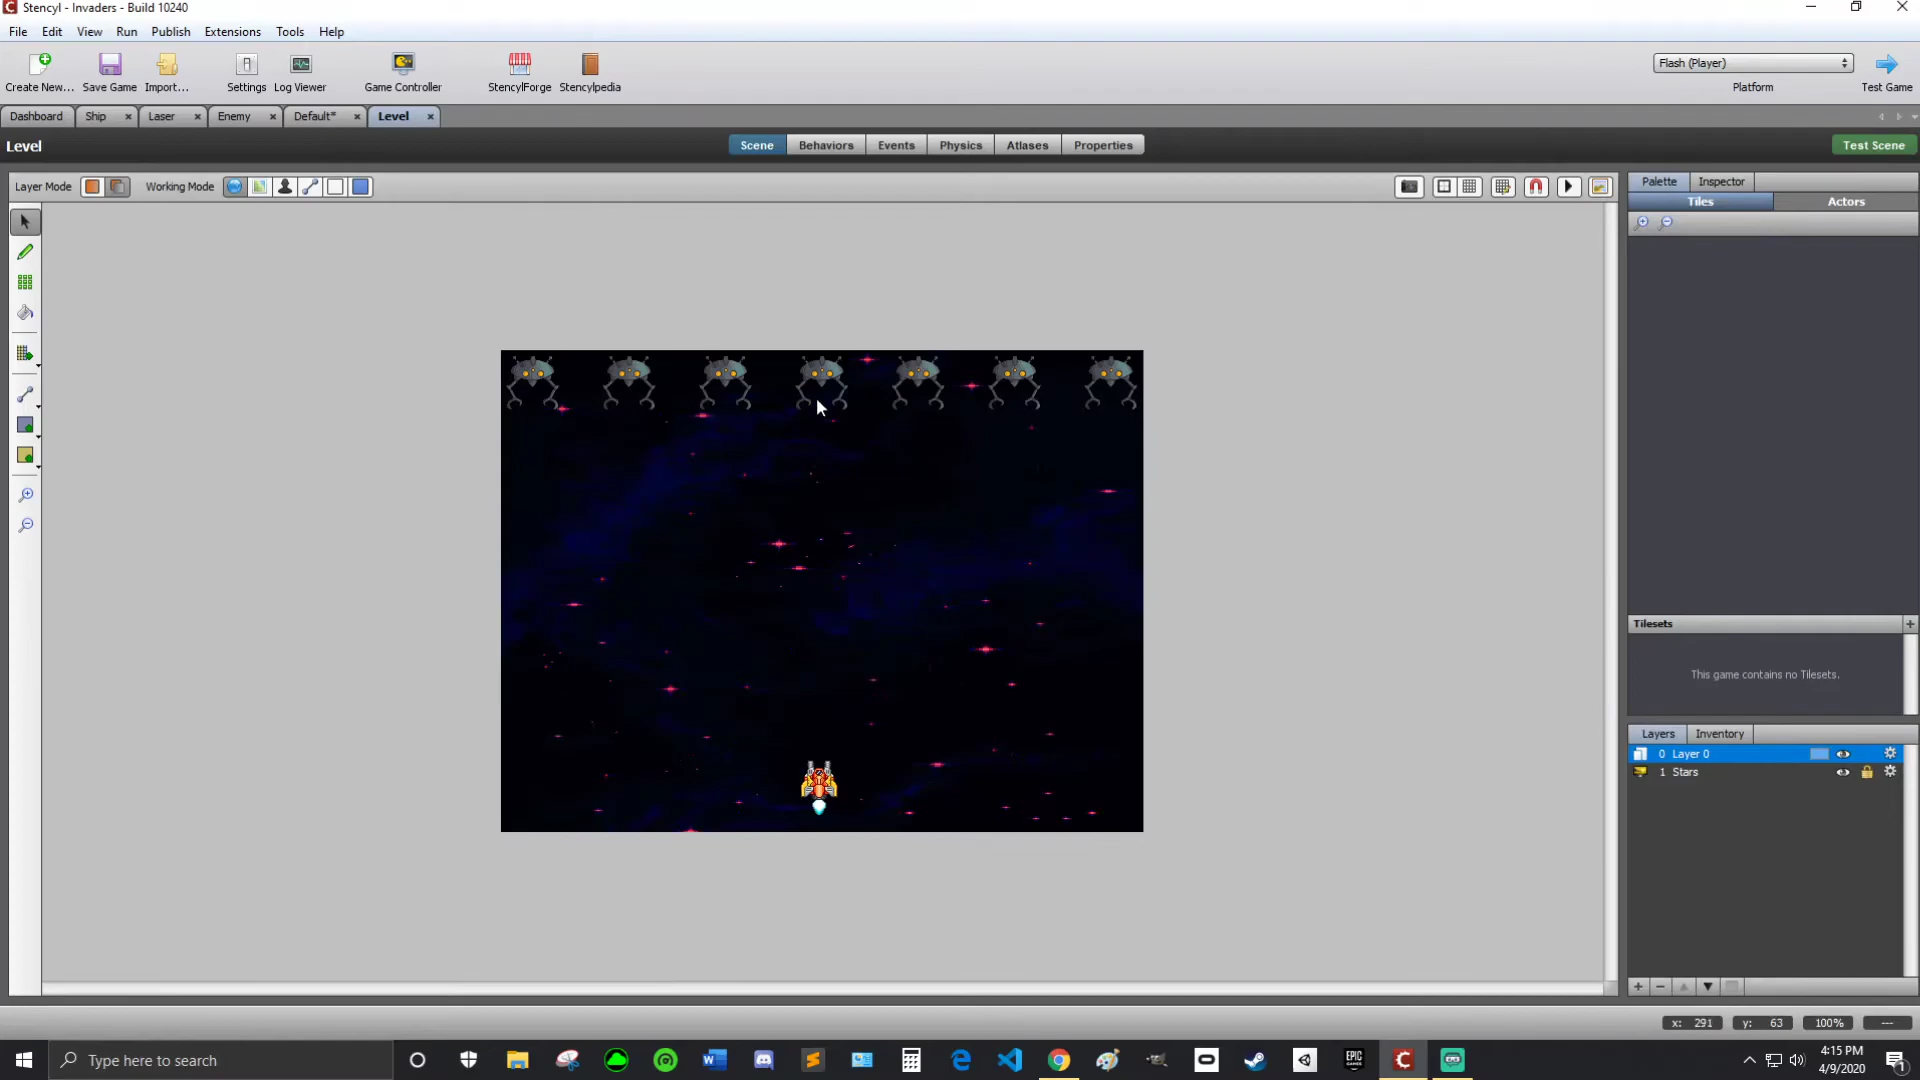 Stencyl - Invaders - Build 10240
File Edit View Run Publish Extensions Tools Help
Create New... Save Game Import... Settings Log Viewer Game Controller StencylForge Stencylpedia
Flash (Player)
Platform
Test Game
Dashboard Ship Laser Enemy Default* Level
Level
Scene Behaviors Events Physics Atlases Properties
Test Scene
Layer Mode Working Mode
Palette Inspector
Tiles Actors
Tilesets
This game contains no Tilesets.
Layers Inventory
0 Layer 0
1 Stars
x: 291 y: 63 100% ---
Type here to search
EPIC
GAMES
4:15 PM
4/9/2020
1